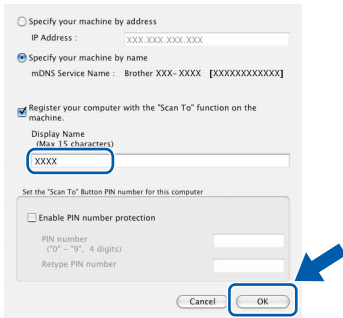 Specify your machine by address
IP Address : XXX.XXX.XXX.XXX
Specify your machine by name
mDNS Service Name : Brother XXX-XXXX [XXXXXXXXXXXX]
Register your computer with the "Scan To" function on the
machine.
Display Name
(Max 15 characters)
XXXX
Set the "Scan To" Button PIN number for this computer
Enable PIN number protection
PIN number
("0" - "9", 4 digits)
Retype PIN number
Cancel OK